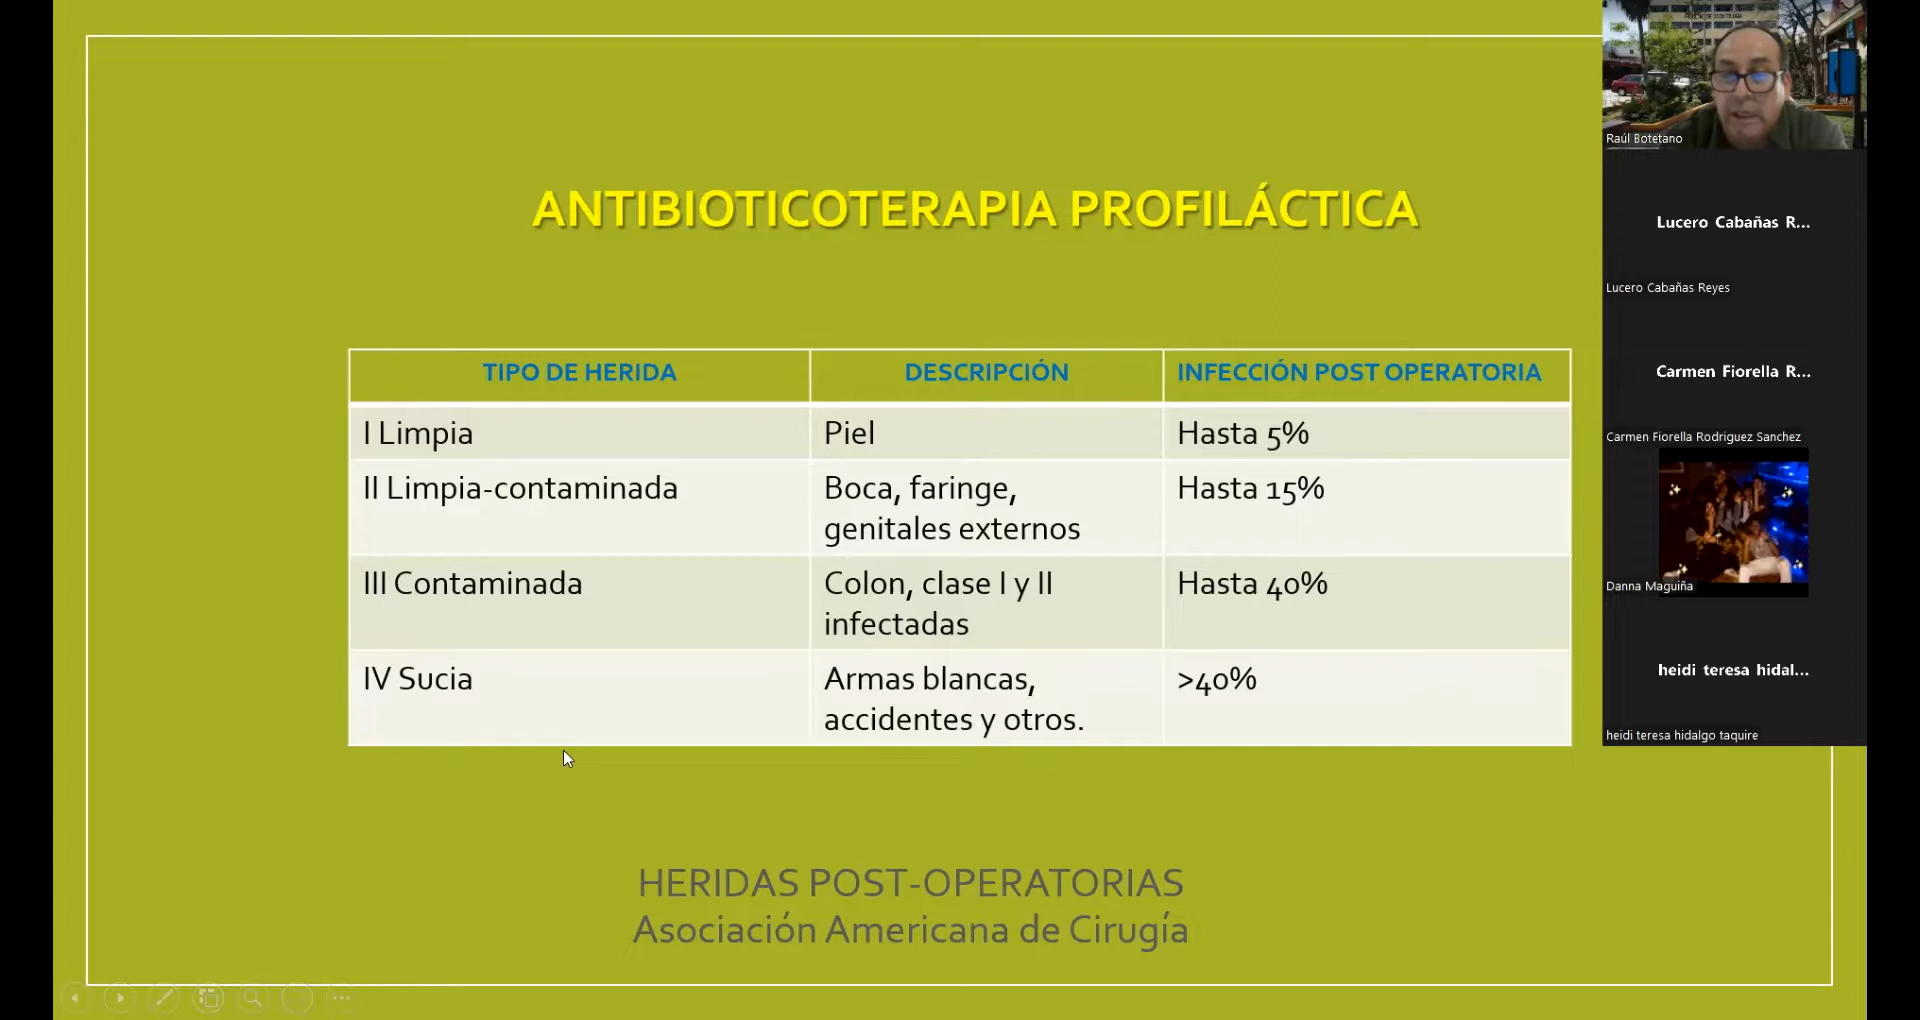 ANTIBIOTICOTERAPIA PROFILÁCTICA
TIPO DE HERIDA
DESCRIPCIÓN
INFECCIÓN POST OPERATORIA
I Limpia
Piel
Hasta 5%
II Limpia-contaminada
Boca, faringe,
genitales externos
Hasta 15%
III Contaminada
Colon, clase I y II
infectadas
Hasta 40%
IV Sucia
Armas blancas,
accidentes y otros.
>40%
HERIDAS POST-OPERATORIAS
Asociación Americana de Cirugía
Raúl Botetano
Lucero Cabañas R...
Lucero Cabañas Reyes
Carmen Fiorella R...
Carmen Fiorella Rodriguez Sanchez
Danna Maguiña
heidi teresa hidal...
heidi teresa hidalgo taquire